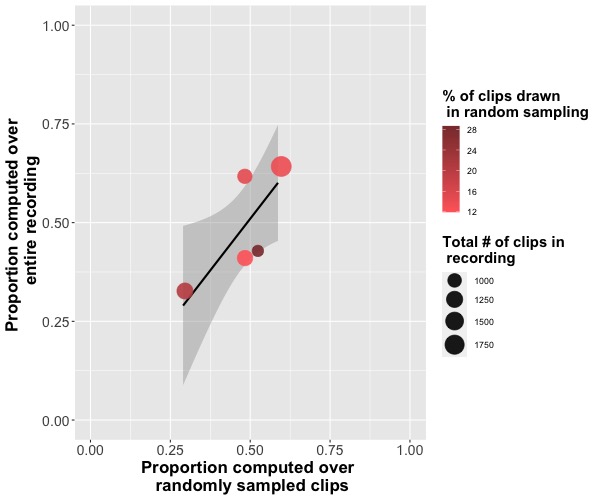 1.00
0.75
0.50
0.25
0.00
0.00 0.25 0.50 0.75 1.00
Proportion computed over
entire recording
Proportion computed over
randomly sampled clips
% of clips drawn
in random sampling
28
24
20
16
12
Total # of clips in
recording
1000
1250
1500
1750